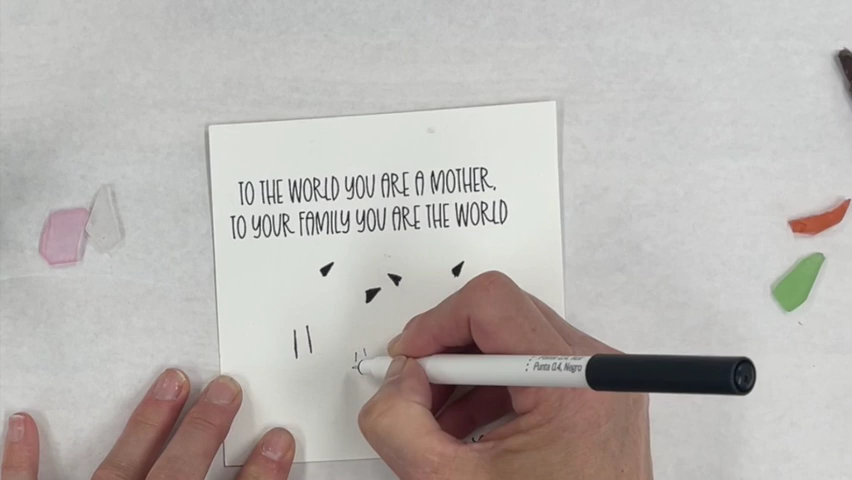 TO THE WORLD YOU ARE A MOTHER,
TO YOUR FAMILY YOU ARE THE WORLD
Punta 0.4, Negro